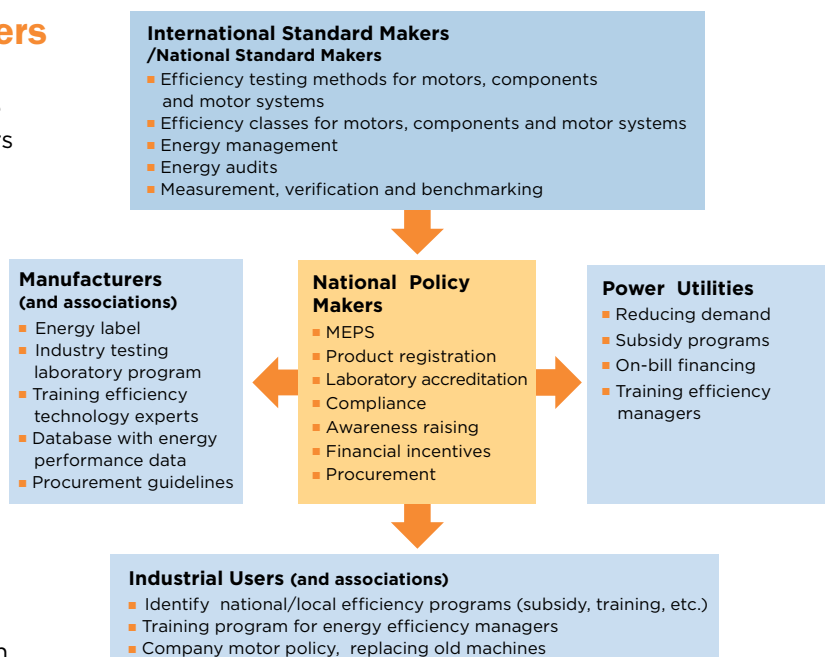 ers
International Standard Makers
/National Standard Makers
Efficiency testing methods for motors, components
and motor systems
Efficiency classes for motors, components and motor systems
Energy management
Energy audits
Measurement, verification and benchmarking
rs
Manufacturers
(and associations)
Energy label
Industry testing
laboratory program
Training efficiency
technology experts
Database with energy
performance data
Procurement guidelines
National Policy
Makers
MEPS
Product registration
Laboratory accreditation
Compliance
Awareness raising
Financial incentives
Procurement
Power Utilities
Reducing demand
Subsidy programs
On-bill financing
Training efficiency
managers
Industrial Users (and associations)
Identify national/local efficiency programs (subsidy, training, etc.)
Training program for energy efficiency managers
Company motor policy, replacing old machines